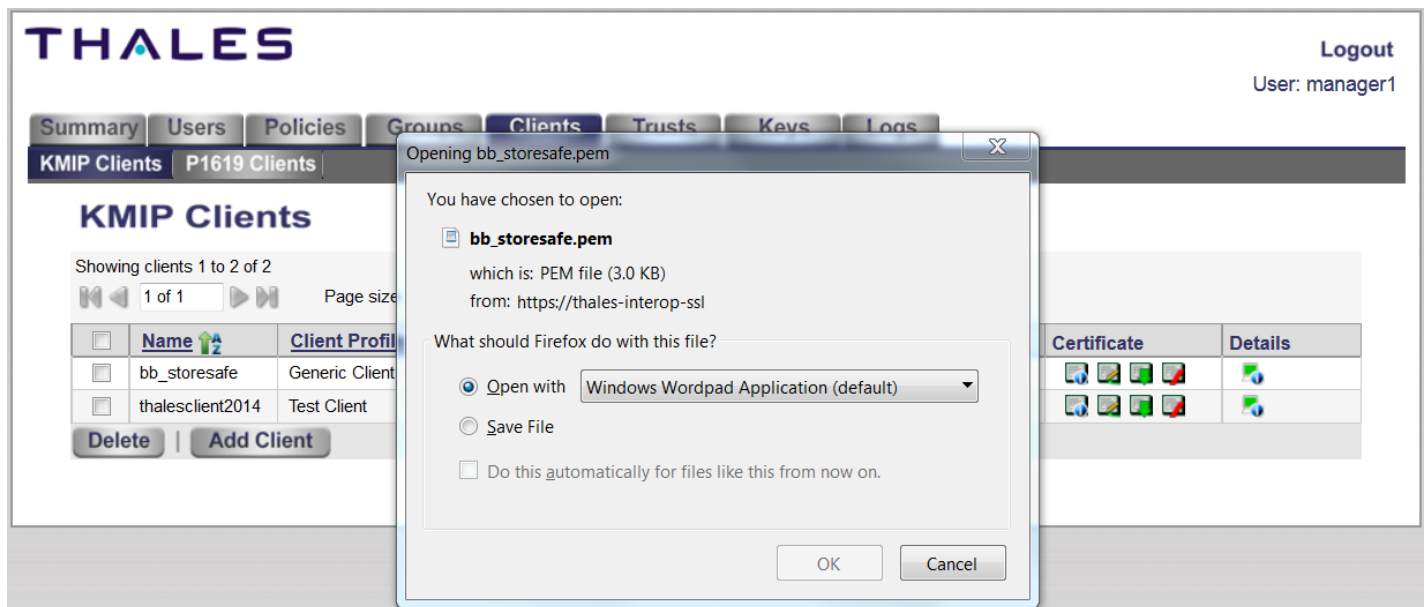 THALES
Logout
User: manager1
Summary Users Policies Groups Clients Trusts Keys Logs
KMIP Clients P1619 Clients
KMIP Clients
Showing clients 1 to 2 of 2
1 of 1 Page size
Name Client Profil Certificate Details
bb_storesafe Generic Client
thalesclient2014 Test Client
Delete | Add Client
Opening bb_storesafe.pem
You have chosen to open:
bb_storesafe.pem
which is: PEM file (3.0 KB)
from: https://thales-interop-ssl
What should Firefox do with this file?
Open with Windows Wordpad Application (default)
Save File
Do this automatically for files like this from now on.
OK Cancel